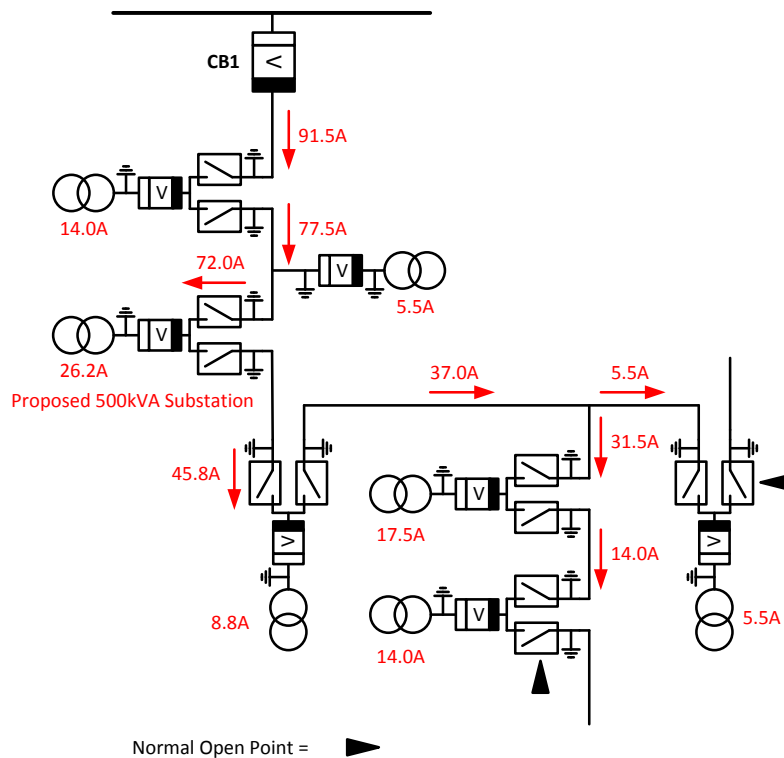 CB1
91.5A
14.0A
77.5A
72.0A
5.5A
26.2A
Proposed 500kVA Substation
37.0A
5.5A
45.8A
31.5A
17.5A
14.0A
8.8A
14.0A
5.5A
V
V
V
V
V
V
V
V
Normal Open Point =